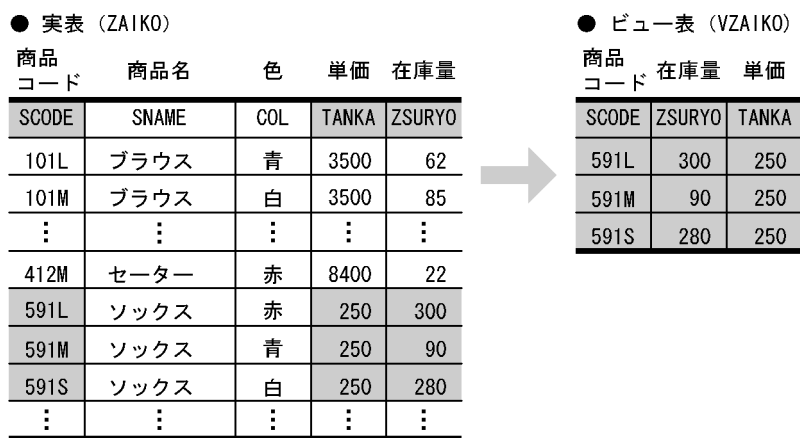 ● 実表（ZAIKO）
商品
コード 商品名 色 単価 在庫量
SCODE SNAME COL TANKA ZSURYO
101L ブラウス 青 3500 62
101M ブラウス 白 3500 85
⋮ ⋮ ⋮ ⋮ ⋮
412M セーター 赤 8400 22
591L ソックス 赤 250 300
591M ソックス 青 250 90
591S ソックス 白 250 280
⋮ ⋮ ⋮ ⋮ ⋮
● ビュー表（VZAIKO）
商品
コード 在庫量 単価
SCODE ZSURYO TANKA
591L 300 250
591M 90 250
591S 280 250